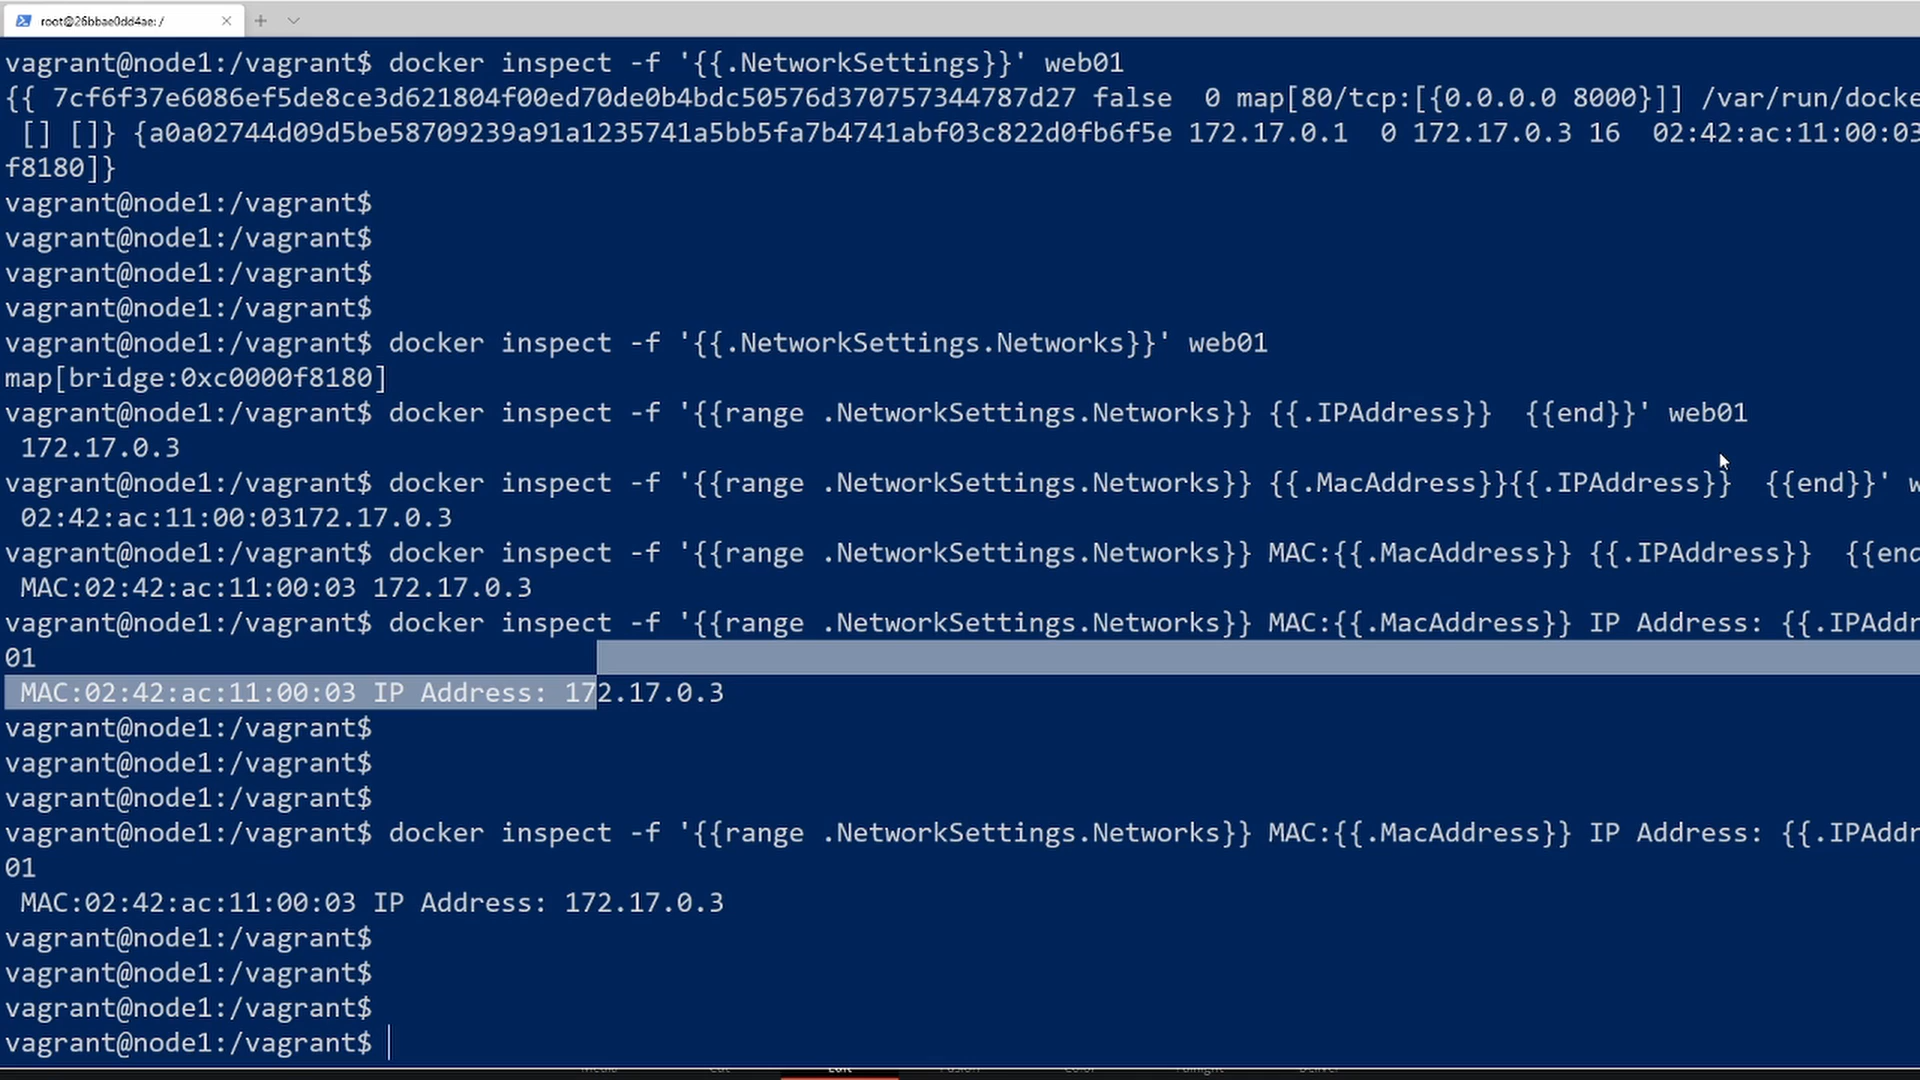 root@26bbae0dd4ae: /
vagrant@node1:/vagrant$ docker inspect -f '{{.NetworkSettings}}' web01
{{ 7cf6f37e6086ef5de8ce3d621804f00ed70de0b4bdc50576d370757344787d27 false  0 map[80/tcp:[{0.0.0.0 8000}]] /var/run/docke
 [] []} {a0a02744d09d5be58709239a91a1235741a5bb5fa7b4741abf03c822d0fb6f5e 172.17.0.1  0 172.17.0.3 16  02:42:ac:11:00:03
f8180]}
vagrant@node1:/vagrant$
vagrant@node1:/vagrant$
vagrant@node1:/vagrant$
vagrant@node1:/vagrant$
vagrant@node1:/vagrant$ docker inspect -f '{{.NetworkSettings.Networks}}' web01
map[bridge:0xc0000f8180]
vagrant@node1:/vagrant$ docker inspect -f '{{range .NetworkSettings.Networks}} {{.IPAddress}}  {{end}}' web01
 172.17.0.3
vagrant@node1:/vagrant$ docker inspect -f '{{range .NetworkSettings.Networks}} {{.MacAddress}}{{.IPAddress}}  {{end}}' w
 02:42:ac:11:00:03172.17.0.3
vagrant@node1:/vagrant$ docker inspect -f '{{range .NetworkSettings.Networks}} MAC:{{.MacAddress}} {{.IPAddress}}  {{end
 MAC:02:42:ac:11:00:03 172.17.0.3
vagrant@node1:/vagrant$ docker inspect -f '{{range .NetworkSettings.Networks}} MAC:{{.MacAddress}} IP Address: {{.IPAddr
01
 MAC:02:42:ac:11:00:03 IP Address: 172.17.0.3
vagrant@node1:/vagrant$
vagrant@node1:/vagrant$
vagrant@node1:/vagrant$
vagrant@node1:/vagrant$ docker inspect -f '{{range .NetworkSettings.Networks}} MAC:{{.MacAddress}} IP Address: {{.IPAddr
01
 MAC:02:42:ac:11:00:03 IP Address: 172.17.0.3
vagrant@node1:/vagrant$
vagrant@node1:/vagrant$
vagrant@node1:/vagrant$
vagrant@node1:/vagrant$